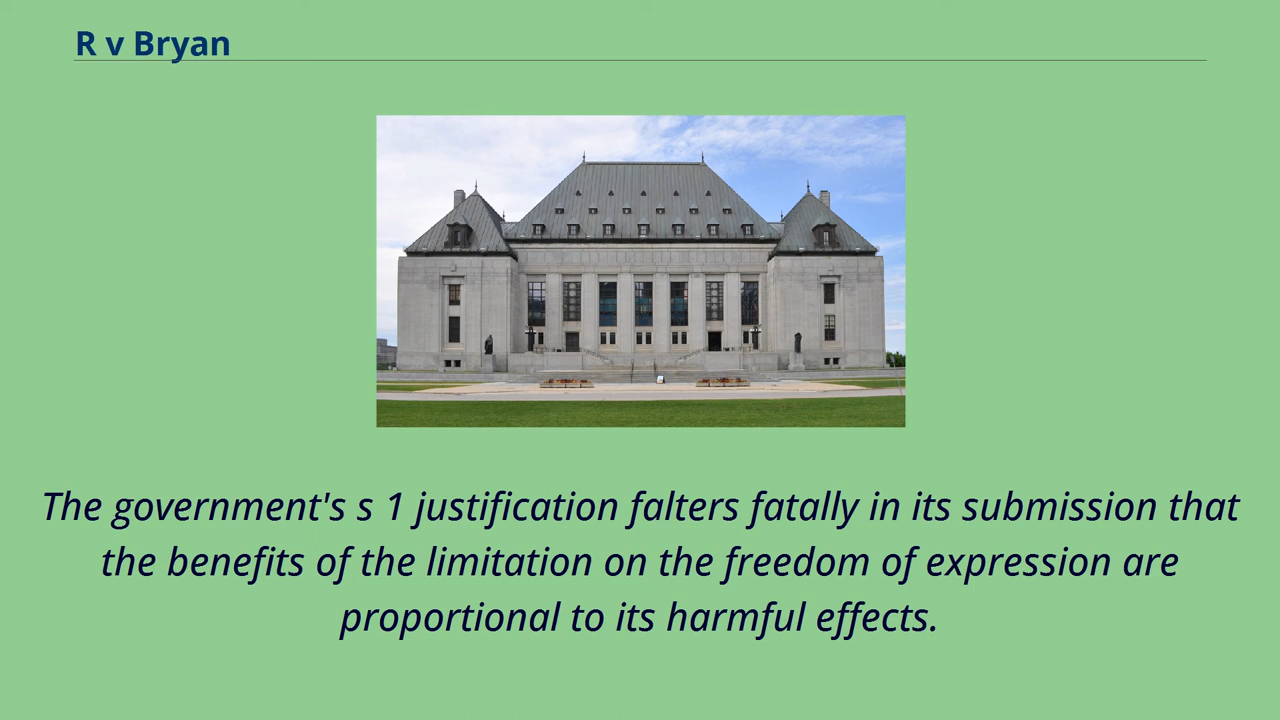 R v Bryan
The government's s 1 justification falters fatally in its submission that
the benefits of the limitation on the freedom of expression are
proportional to its harmful effects.